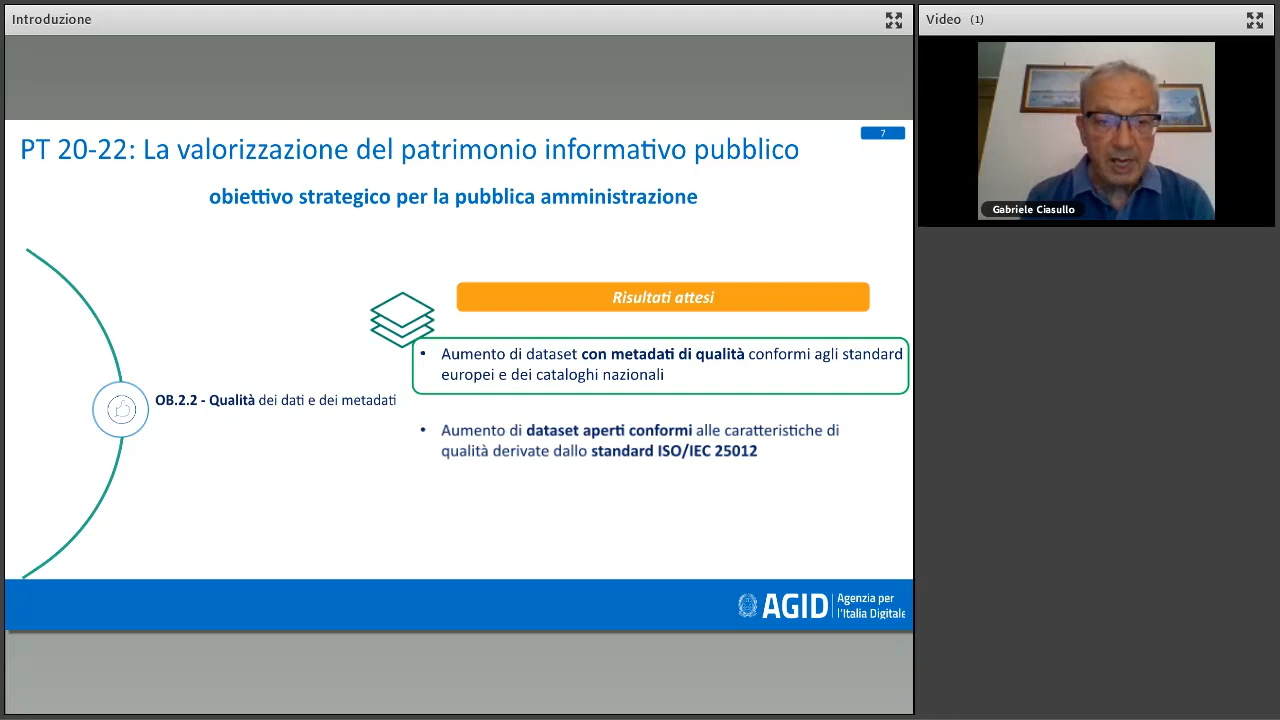 Introduzione
Video (1)
7
PT 20-22: La valorizzazione del patrimonio informativo pubblico
obiettivo strategico per la pubblica amministrazione
Risultati attesi
• Aumento di dataset con metadati di qualità conformi agli standard
europei e dei cataloghi nazionali
OB.2.2 - Qualità dei dati e dei metadati
• Aumento di dataset aperti conformi alle caratteristiche di
qualità derivate dallo standard ISO/IEC 25012
Gabriele Ciasullo
AGID
Agenzia per
l'Italia Digitale